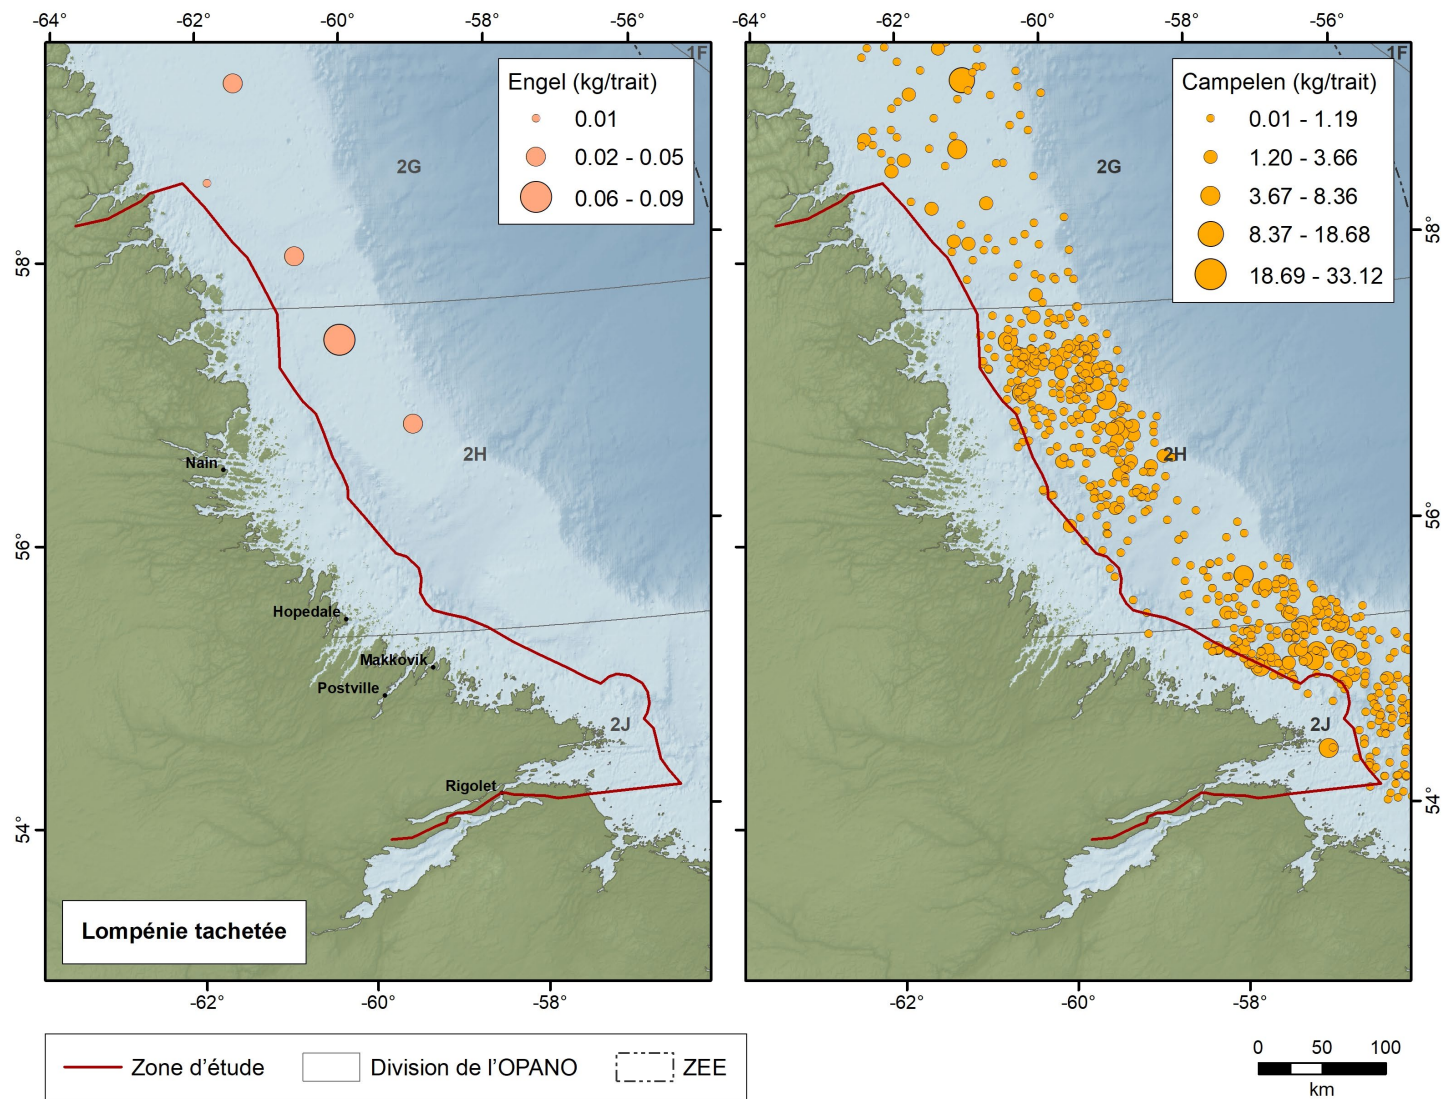 -64°
-62°
-60°
-58°
-56°
-64°
-62°
-60°
-58°
-56°
Engel (kg/trait)
0.01
0.02 - 0.05
0.06 - 0.09
2G
2H
2J
58°
56°
54°
Nain
Hopedale
Makkovik
Postville
Rigolet
Lompénie tachetée
-62°
-60°
-58°
1F
Campelen (kg/trait)
0.01 - 1.19
1.20 - 3.66
3.67 - 8.36
8.37 - 18.68
18.69 - 33.12
2G
2H
2J
58°
56°
54°
-62°
-60°
-58°
Zone d'étude
Division de l'OPANO
ZEE
0 50 100
km